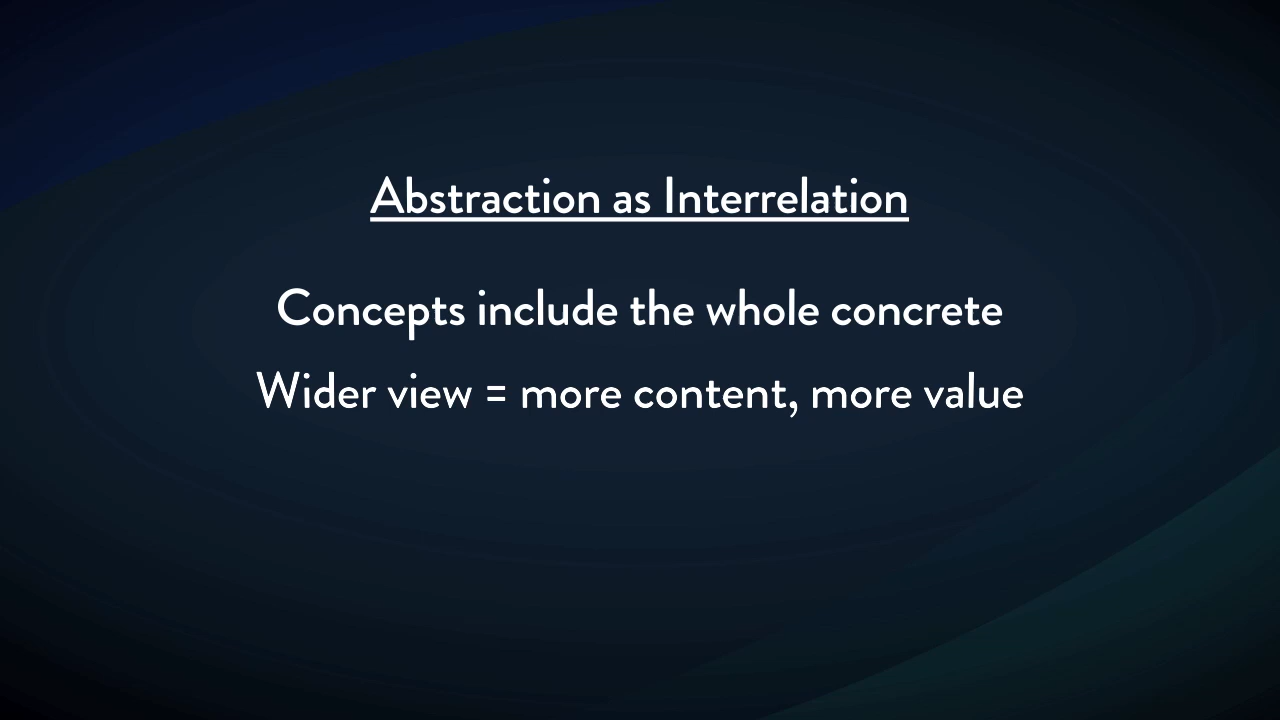 Abstraction as Interrelation
Concepts include the whole concrete
Wider view = more content, more value